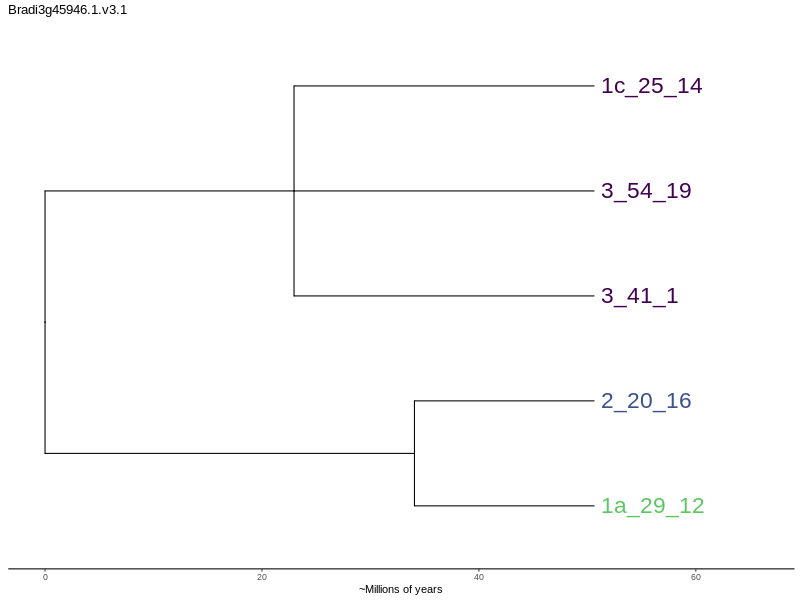 Bradi3g45946.1.v3.1
1c_25_14
3_54_19
3_41_1
2_20_16
1a_29_12
0 20 40 60
~Millions of years